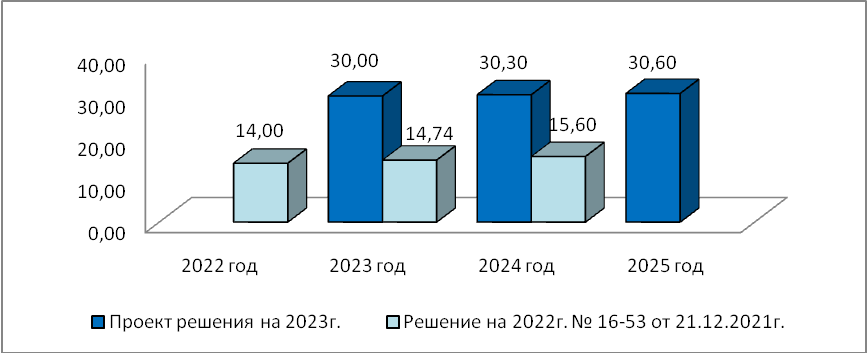 40,00
30,00
20,00
10,00
0,00
14,00
30,00
14,74
30,30
15,60
30,60
2022 год
2023 год
2024 год
2025 год
Проект решения на 2023г.
Решение на 2022г. № 16-53 от 21.12.2021г.